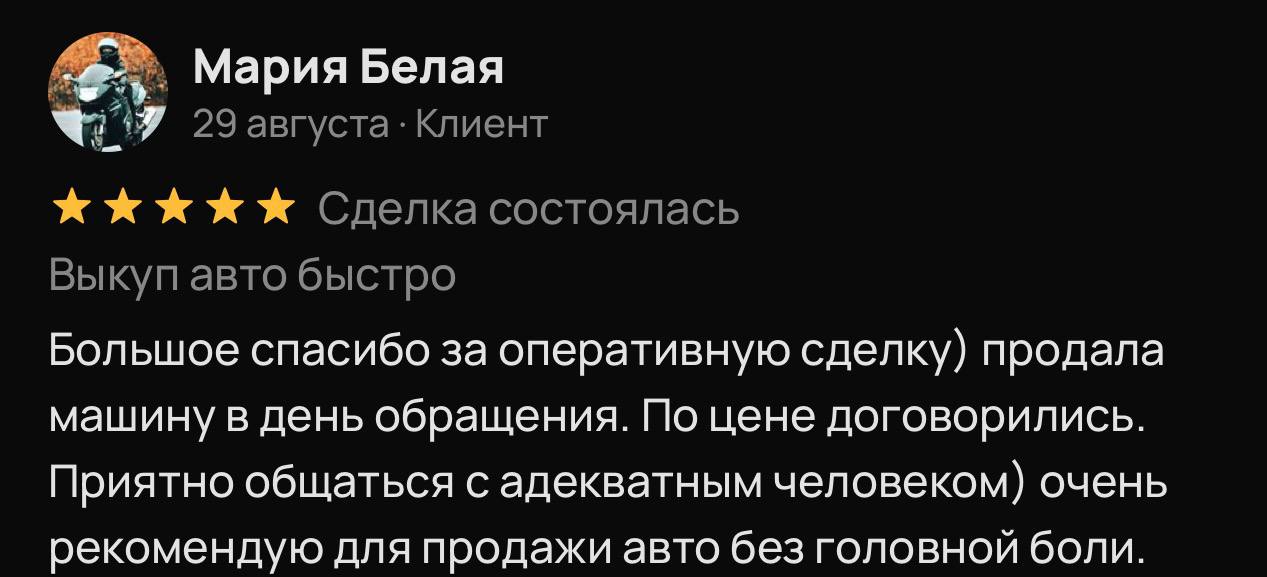 Мария Белая
29 августа · Клиент
Сделка состоялась
Выкуп авто быстро
Большое спасибо за оперативную сделку) продала
машину в день обращения. По цене договорились.
Приятно общаться с адекватным человеком) очень
рекомендую для продажи авто без головной боли.